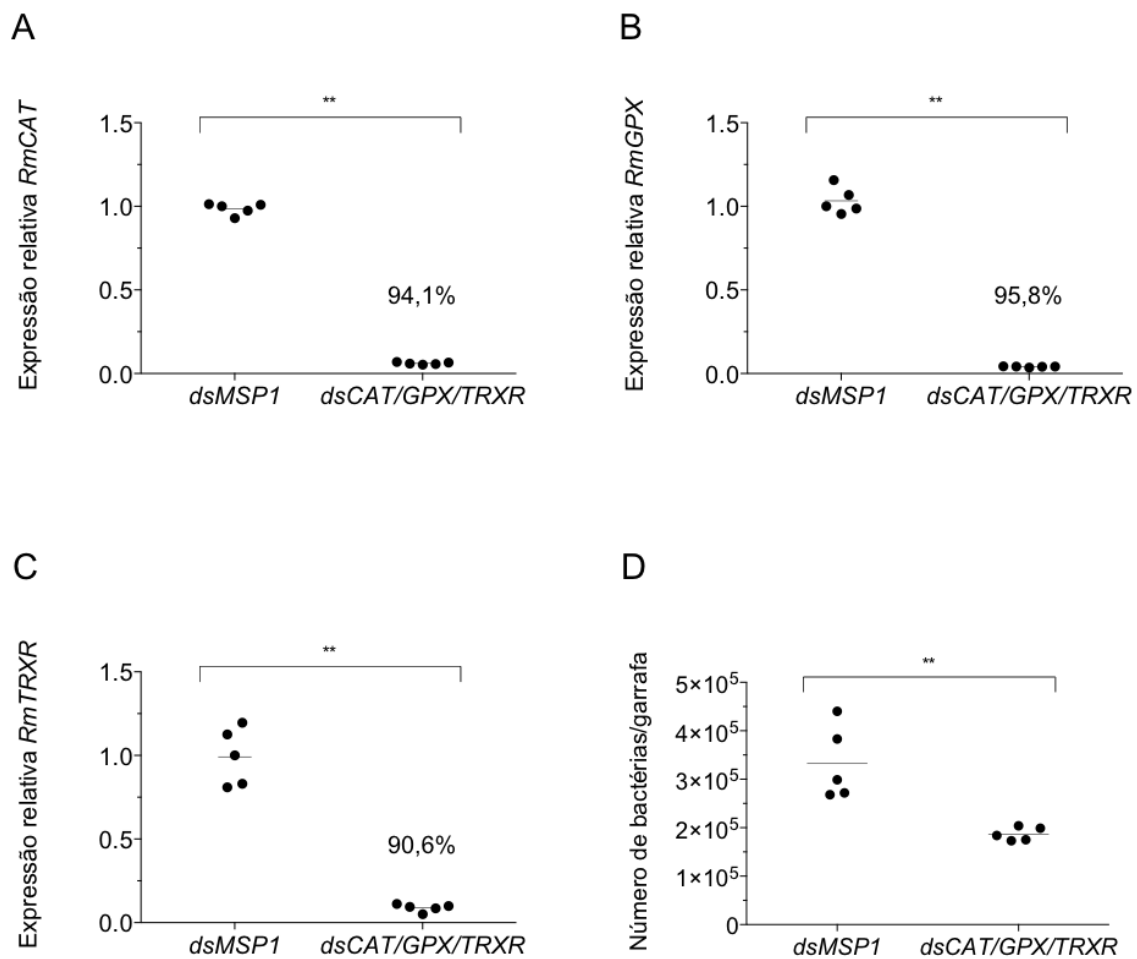 A
Expressão relativa RmCAT
**
1.5
1.0
0.5
0.0
94,1%
dsMSP1
dsCAT/GPX/TRXR
B
Expressão relativa RmGPX
**
1.5
1.0
0.5
0.0
95,8%
dsMSP1
dsCAT/GPX/TRXR
C
Expressão relativa RmTRXR
**
1.5
1.0
0.5
0.0
90,6%
dsMSP1
dsCAT/GPX/TRXR
D
Número de bactérias/garrafa
**
5×10⁵
4×10⁵
3×10⁵
2×10⁵
1×10⁵
0
dsMSP1
dsCAT/GPX/TRXR